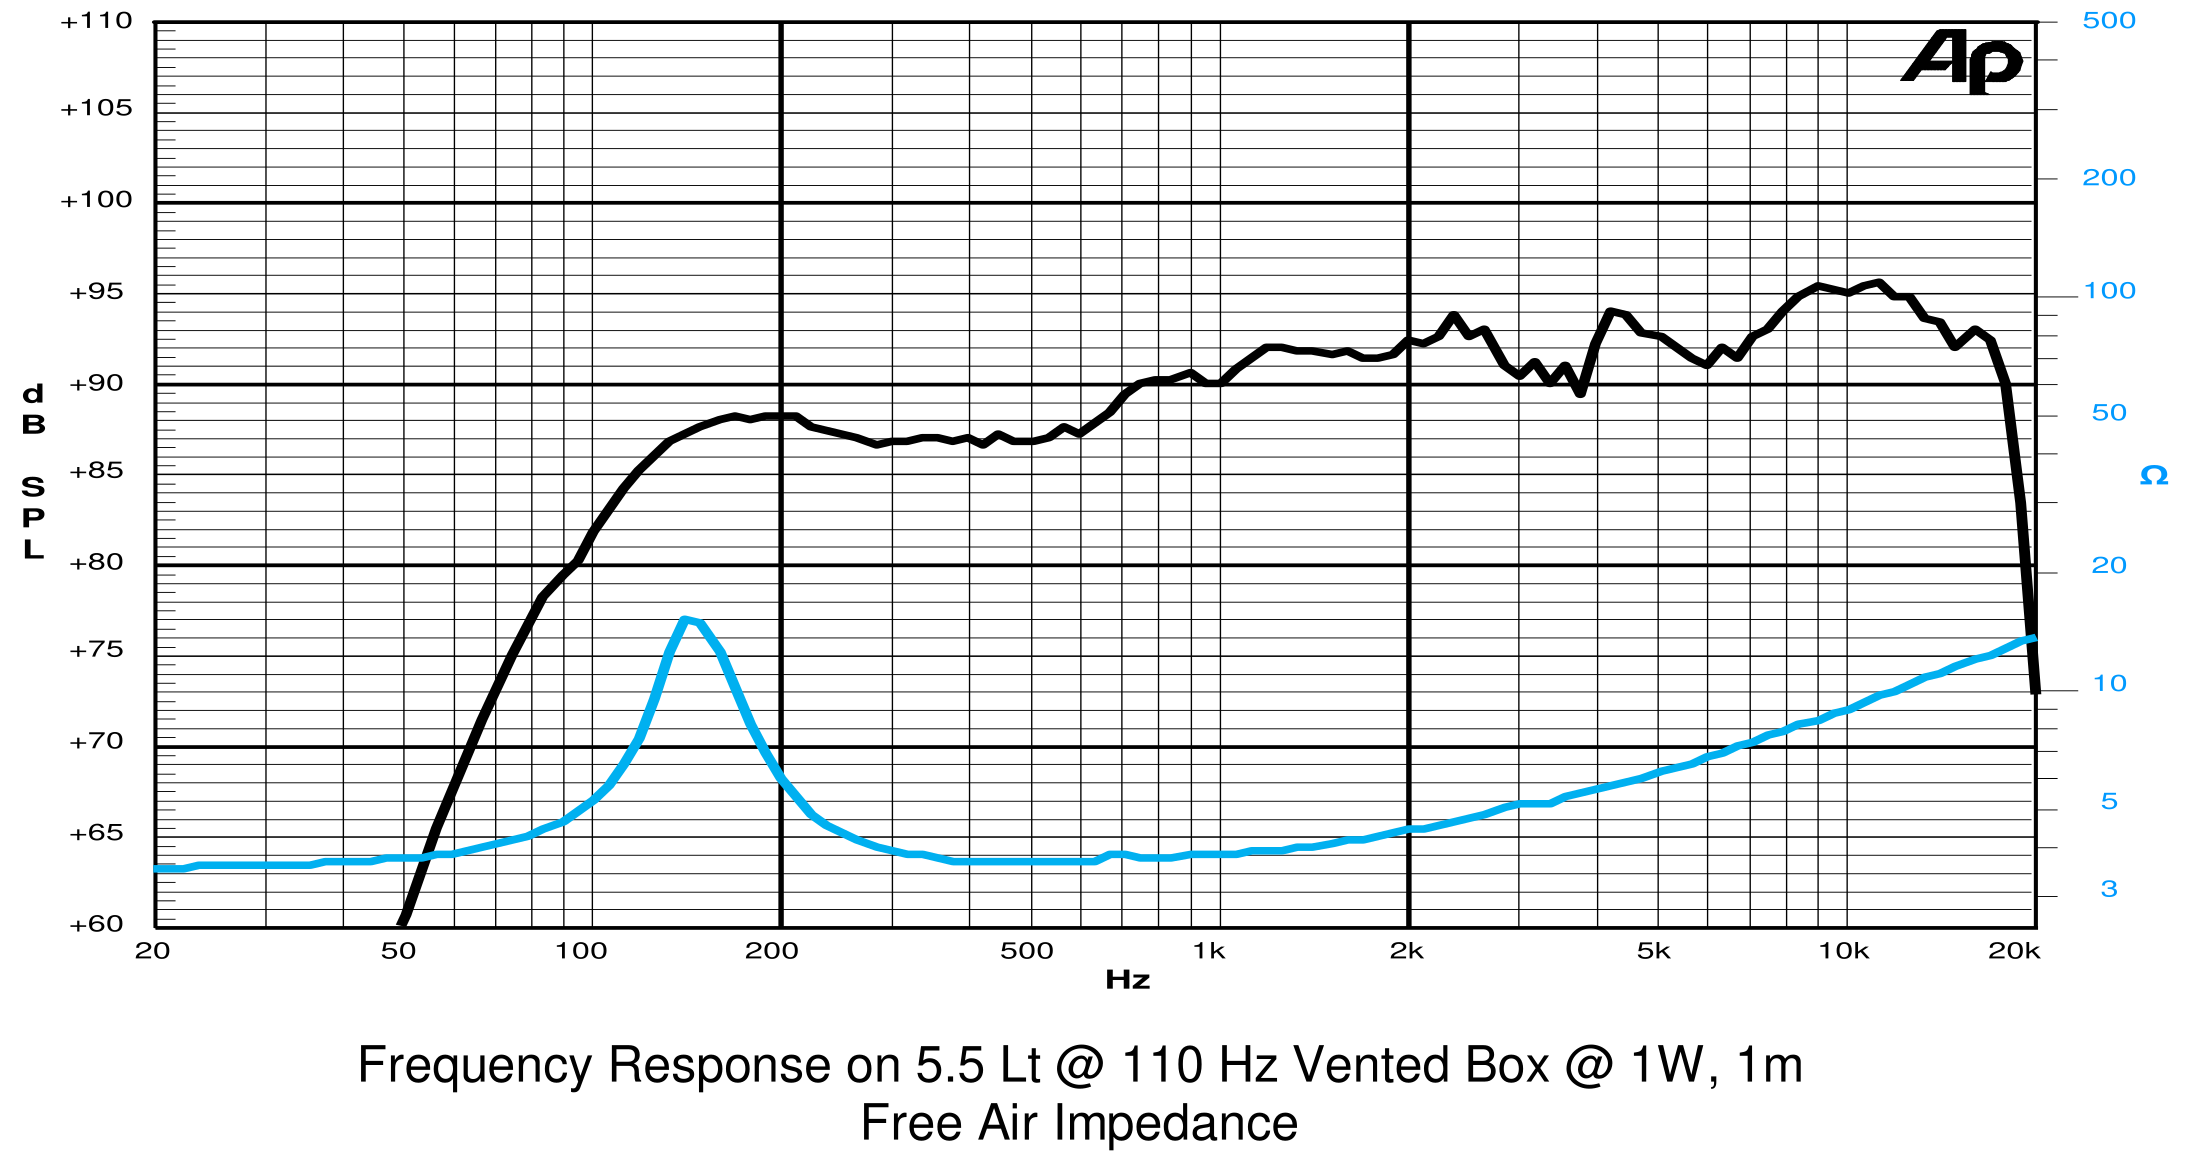 +110
+105
+100
+95
+90
+85
+80
+75
+70
+65
+60
dB SPL
500
200
100
50
20
10
5
3
Ω
Ap
20 50 100 200 500 1k 2k 5k 10k 20k
Hz
Frequency Response on 5.5 Lt @ 110 Hz Vented Box @ 1W, 1m
Free Air Impedance